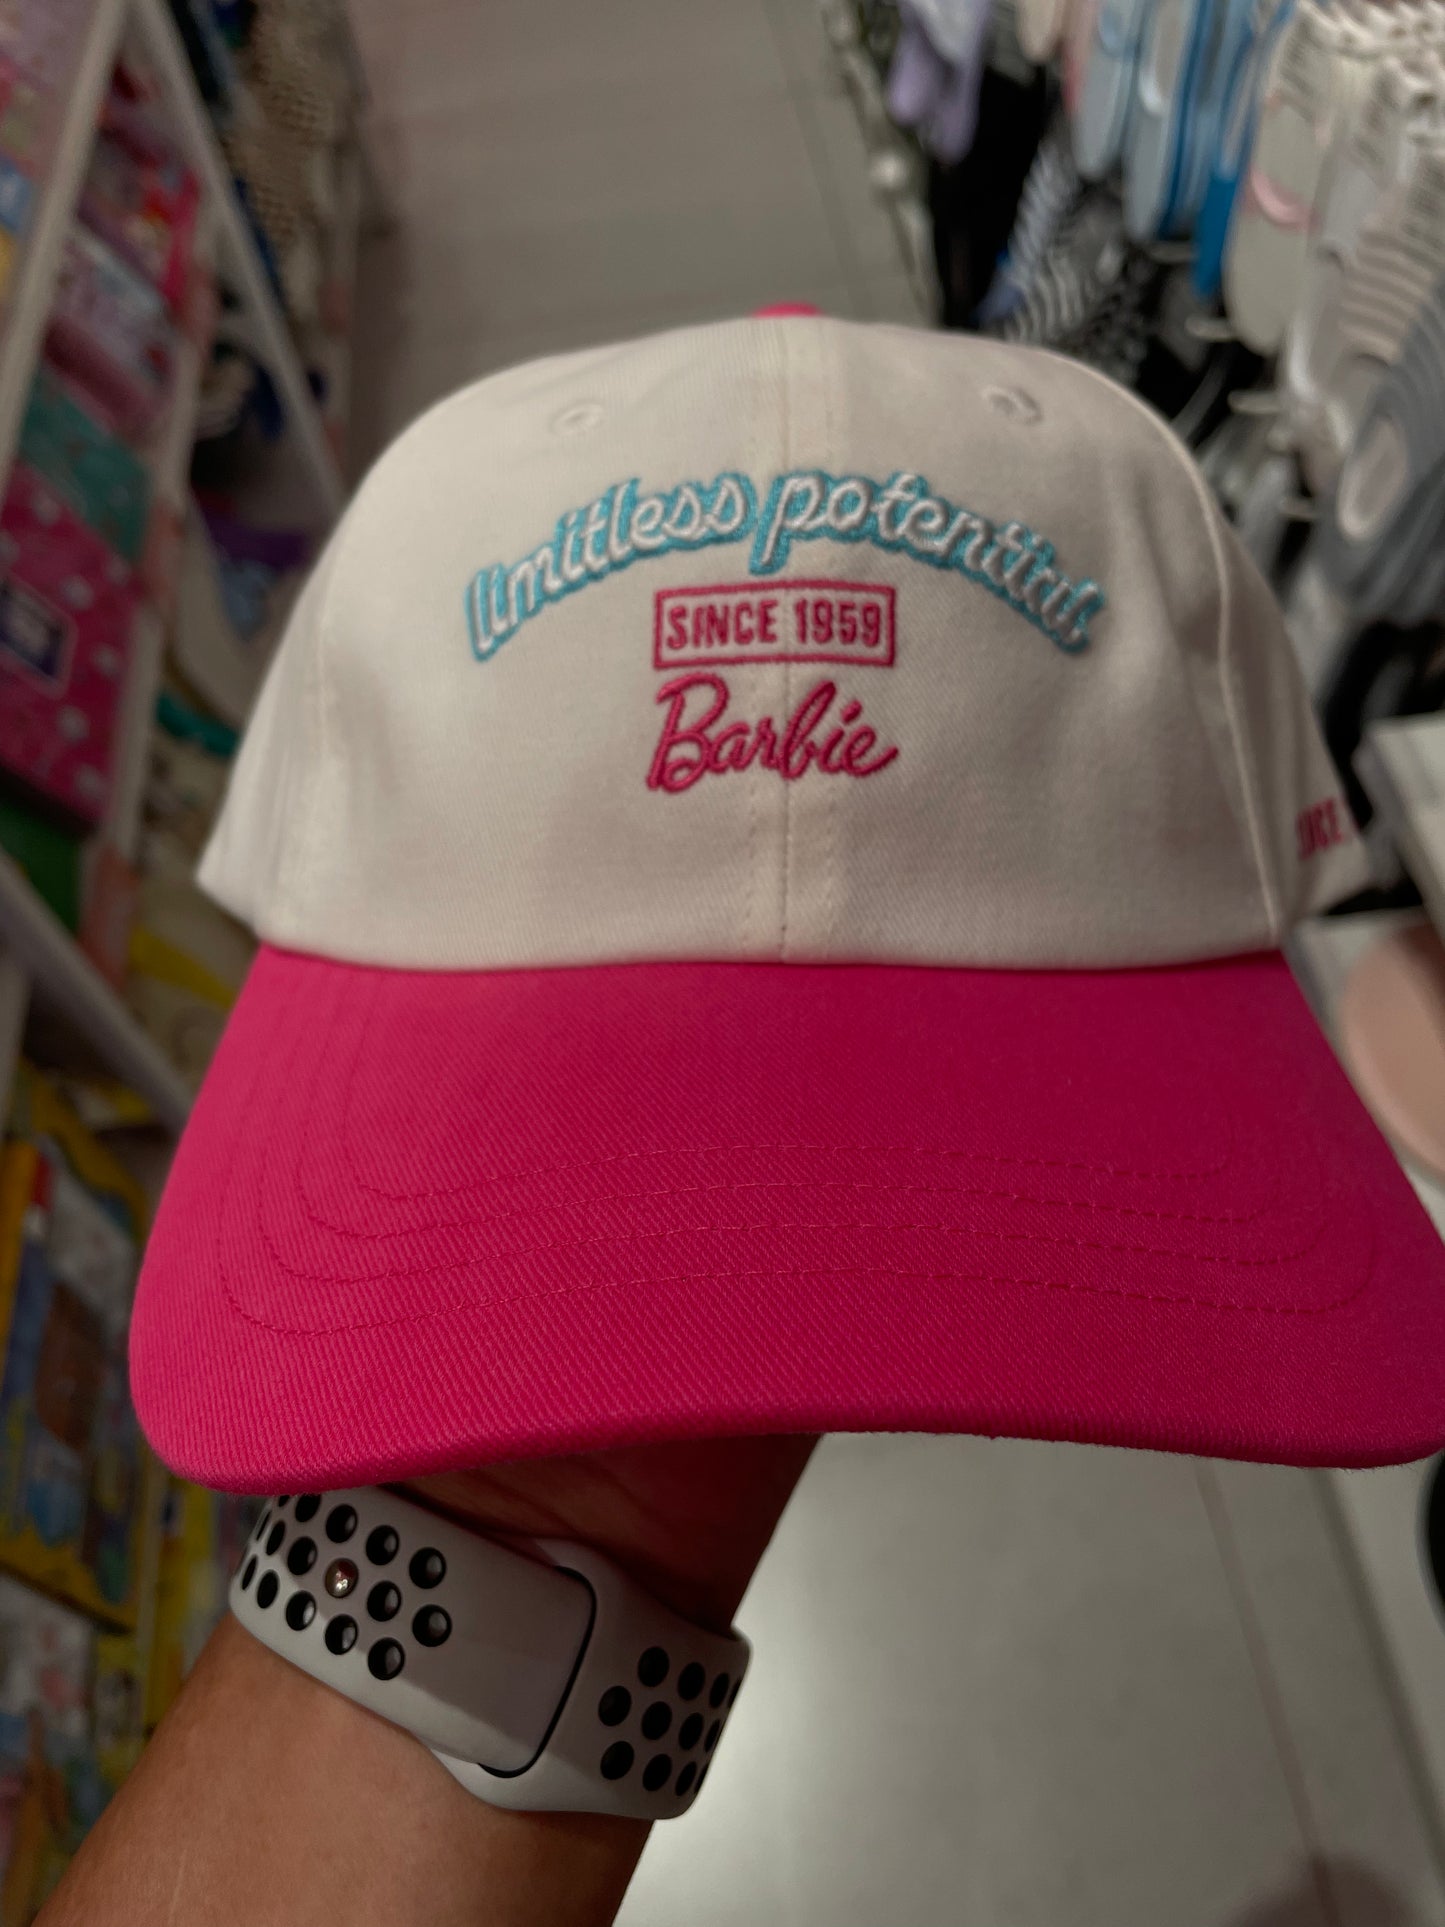 limitless potential
SINCE 1959
Barbie